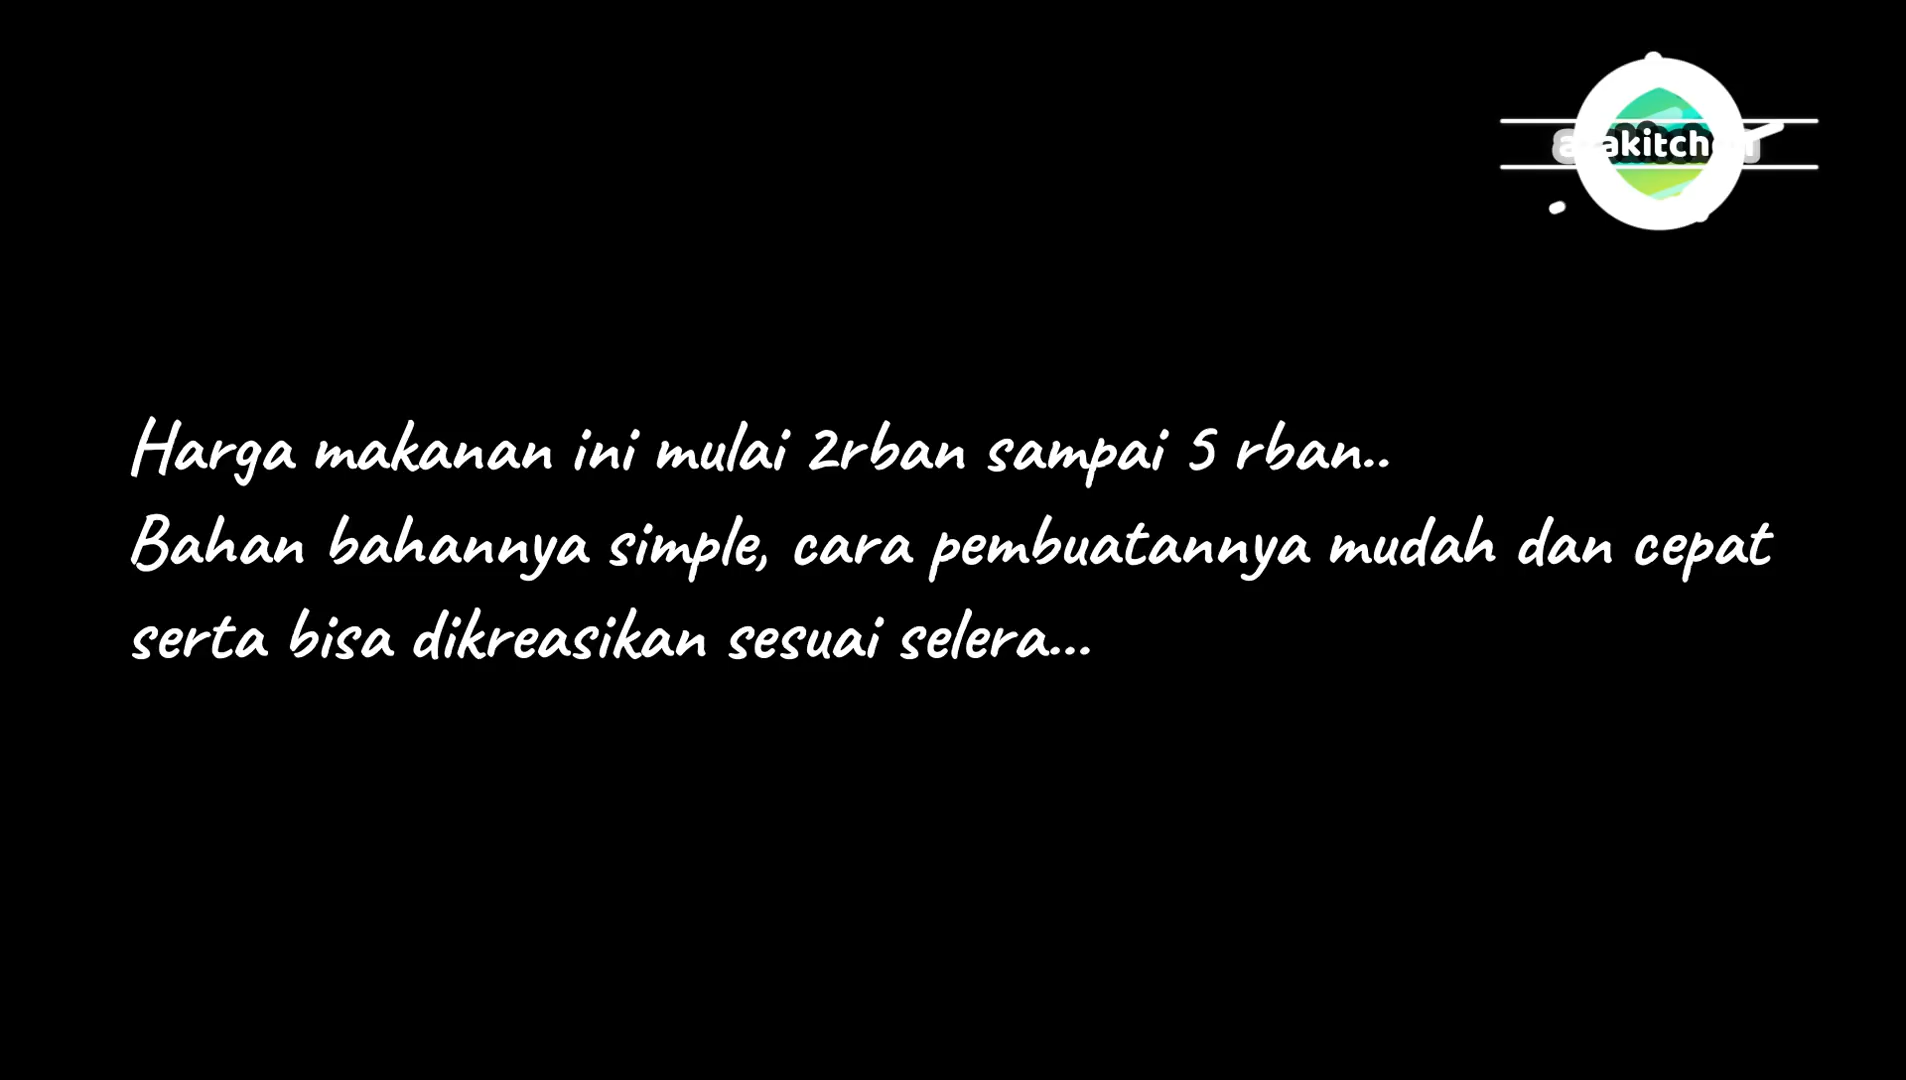 Harga makanan ini mulai 2rban sampai 5 rban..
Bahan bahannya simple, cara pembuatannya mudah dan cepat
serta bisa dikreasikan sesuai selera...